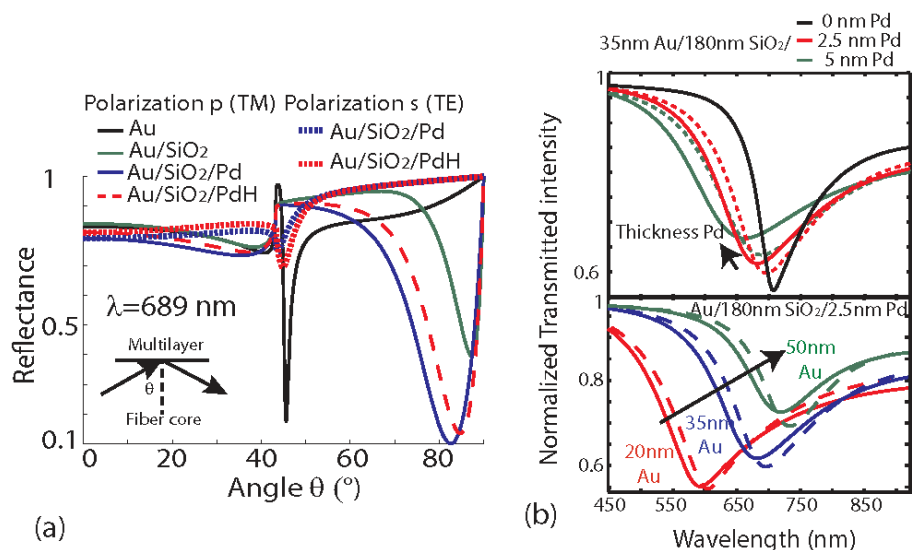 Polarization p (TM)
Au
Au/SiO₂
Au/SiO₂/Pd
Au/SiO₂/PdH
Polarization s (TE)
Au/SiO₂/Pd
Au/SiO₂/PdH
1
0.5
0.1
Reflectance
λ=689 nm
Multilayer
θ
Fiber core
0
20
40
60
80
Angle θ (°)
(a)
35nm Au/180nm SiO₂/
0 nm Pd
2.5 nm Pd
5 nm Pd
1
0.6
Thickness Pd
Normalized Transmitted intensity
1
0.8
0.6
Au/180nm SiO₂/2.5nm Pd
50nm
Au
35nm
Au
20nm
Au
450
550
650
750
850
Wavelength (nm)
(b)